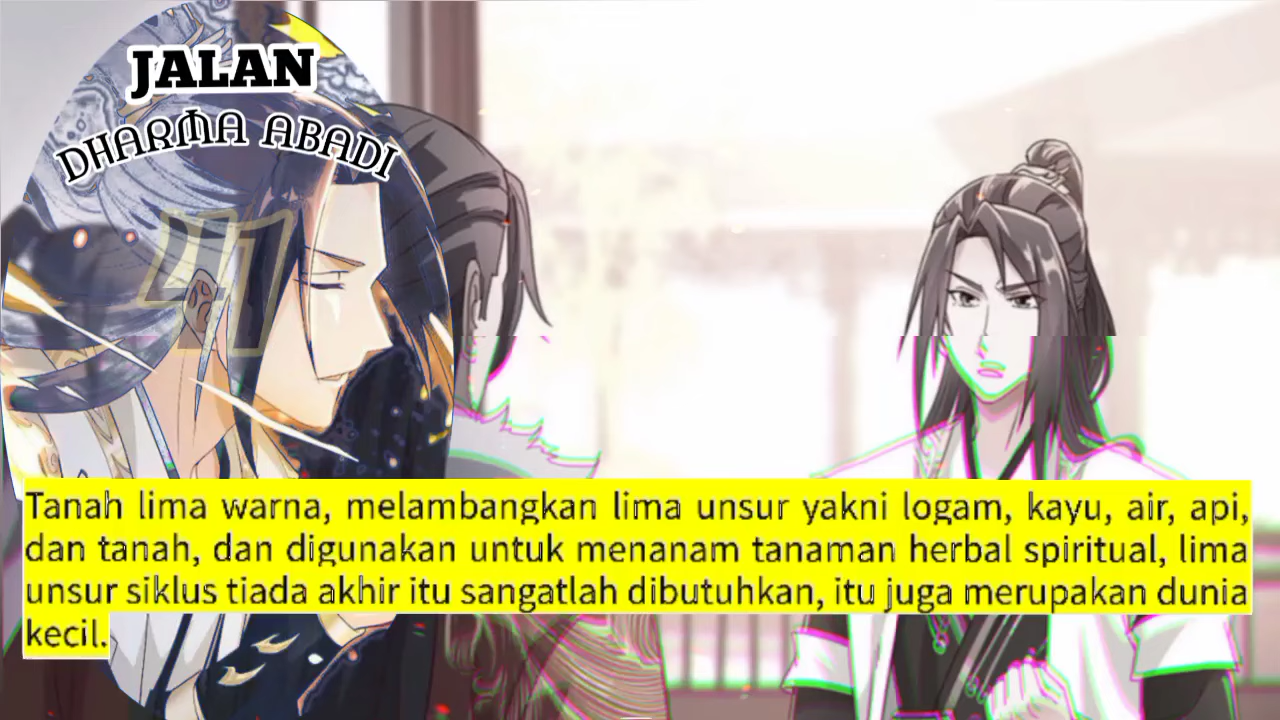 JALAN
DHARMA ABADI
41
Tanah lima warna, melambangkan lima unsur yakni logam, kayu, air, api,
dan tanah, dan digunakan untuk menanam tanaman herbal spiritual, lima
unsur siklus tiada akhir itu sangatlah dibutuhkan, itu juga merupakan dunia
kecil.